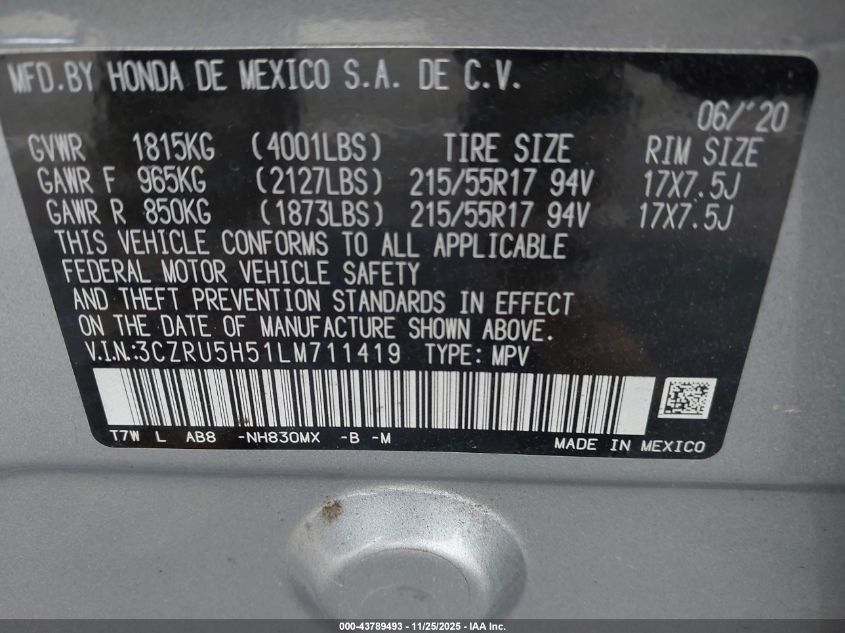 MFD.BY HONDA DE MEXICO S.A. DE C.V.
06/'20
GVWR 1815KG (4001LBS) TIRE SIZE RIM SIZE
GAWR F 965KG (2127LBS) 215/55R17 94V 17X7.5J
GAWR R 850KG (1873LBS) 215/55R17 94V 17X7.5J
THIS VEHICLE CONFORMS TO ALL APPLICABLE
FEDERAL MOTOR VEHICLE SAFETY
AND THEFT PREVENTION STANDARDS IN EFFECT
ON THE DATE OF MANUFACTURE SHOWN ABOVE.
V.I.N.:3CZRU5H51LM711419 TYPE: MPV
T7W L AB8 -NH830MX -B -M
MADE IN MEXICO
000-43789493 - 11/25/2025 - IAA Inc.